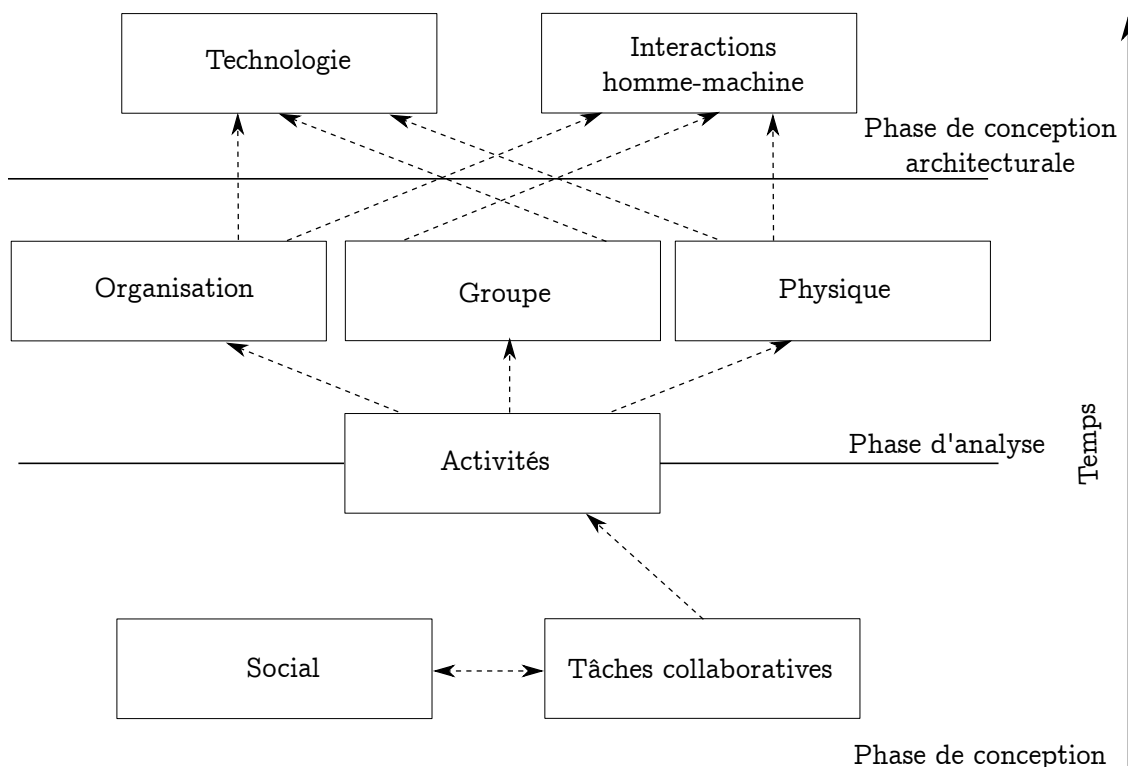 Technologie
Interactions
homme-machine
Phase de conception
architecturale
Organisation
Groupe
Physique
Activités
Phase d'analyse
Temps
Social
Tâches collaboratives
Phase de conception